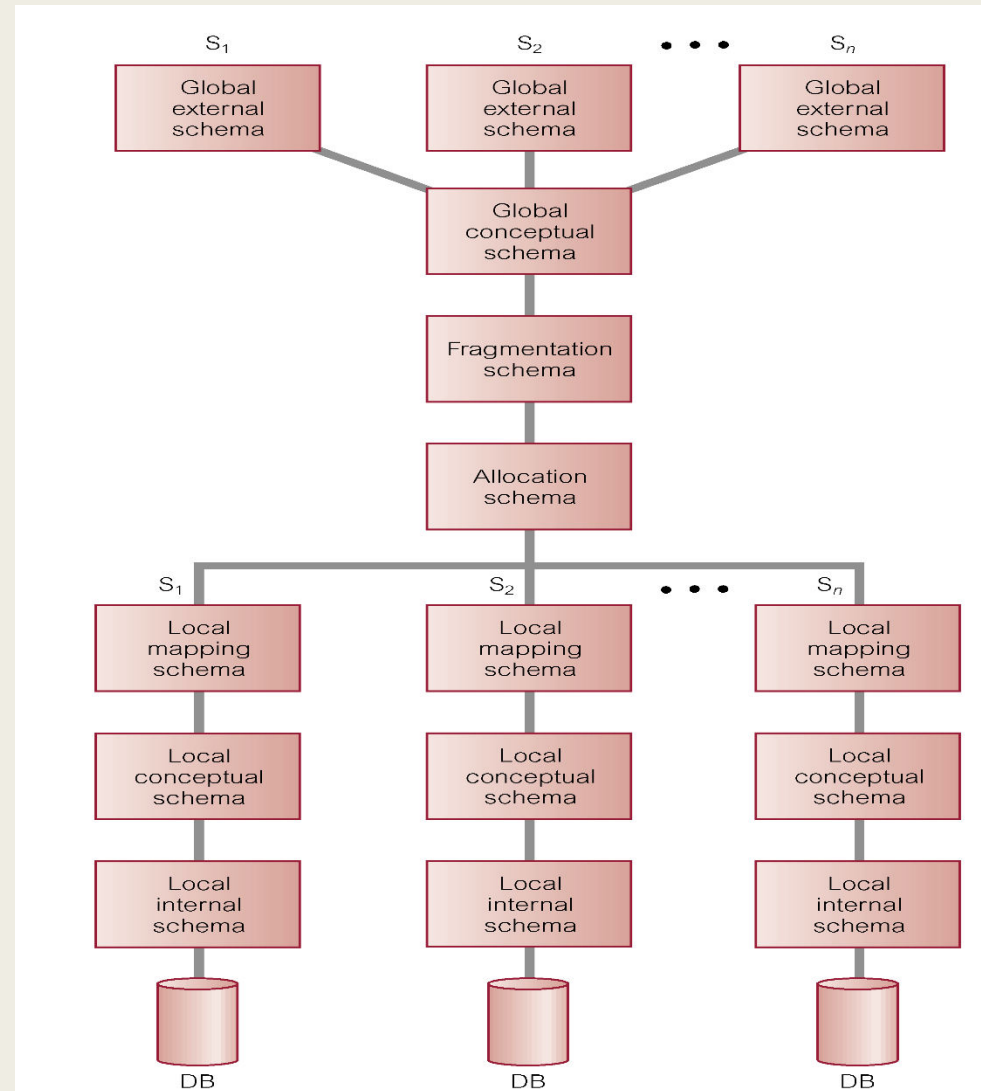 S1
S2
Sn
Global
external
schema
Global
external
schema
Global
external
schema
Global
conceptual
schema
Fragmentation
schema
Allocation
schema
S1
S2
Sn
Local
mapping
schema
Local
mapping
schema
Local
mapping
schema
Local
conceptual
schema
Local
conceptual
schema
Local
conceptual
schema
Local
internal
schema
Local
internal
schema
Local
internal
schema
DB
DB
DB